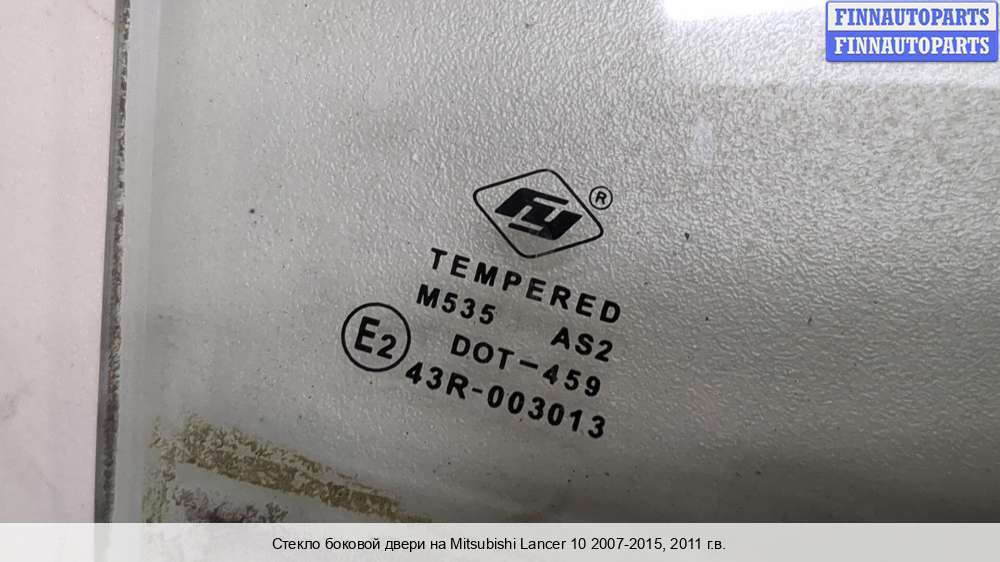 FINNAUTOPARTS
FINNAUTOPARTS
FY ®
TEMPERED
M535 AS2
E2 DOT-459
43R-003013
Стекло боковой двери на Mitsubishi Lancer 10 2007-2015, 2011 г.в.